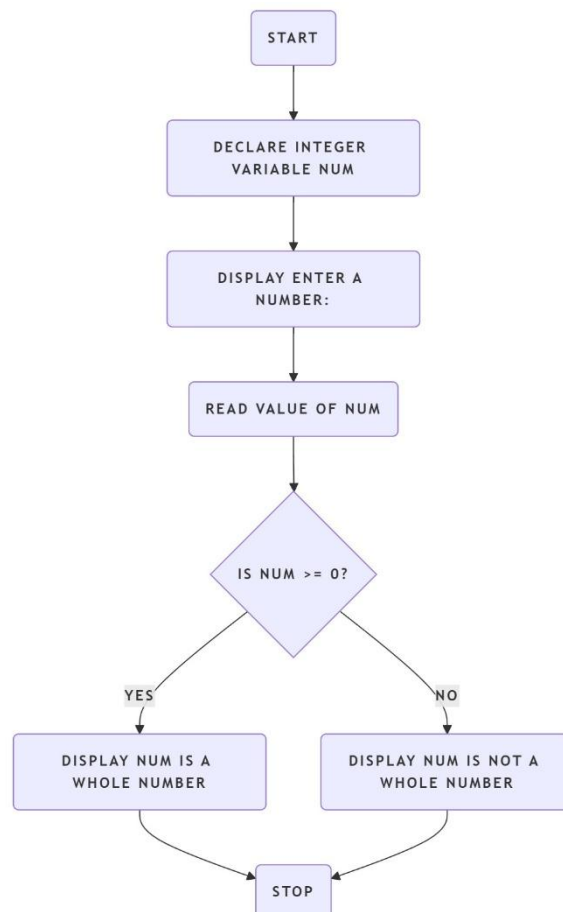 START
DECLARE INTEGER
VARIABLE NUM
DISPLAY ENTER A
NUMBER:
READ VALUE OF NUM
IS NUM >= 0?
YES
NO
DISPLAY NUM IS A
WHOLE NUMBER
DISPLAY NUM IS NOT A
WHOLE NUMBER
STOP